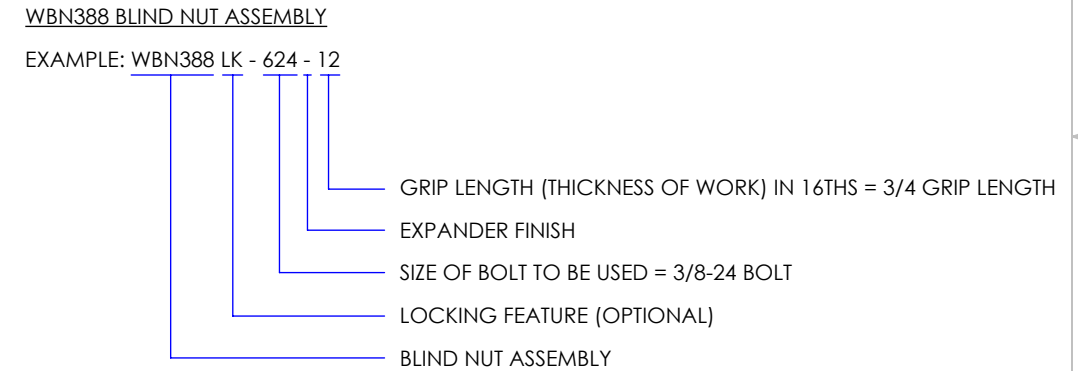 WBN388 BLIND NUT ASSEMBLY
EXAMPLE: WBN388 LK - 624 - 12
GRIP LENGTH (THICKNESS OF WORK) IN 16THS = 3/4 GRIP LENGTH
EXPANDER FINISH
SIZE OF BOLT TO BE USED = 3/8-24 BOLT
LOCKING FEATURE (OPTIONAL)
BLIND NUT ASSEMBLY